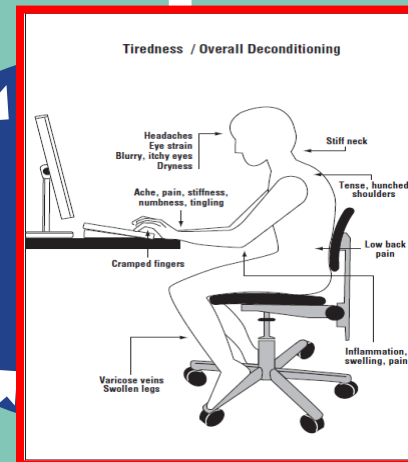 Tiredness / Overall Deconditioning
Headaches
Eye strain
Blurry, itchy eyes
Dryness
Stiff neck
Ache, pain, stiffness,
numbness, tingling
Tense, hunched
shoulders
Low back
pain
Cramped fingers
Inflammation,
swelling, pain
Varicose veins
Swollen legs